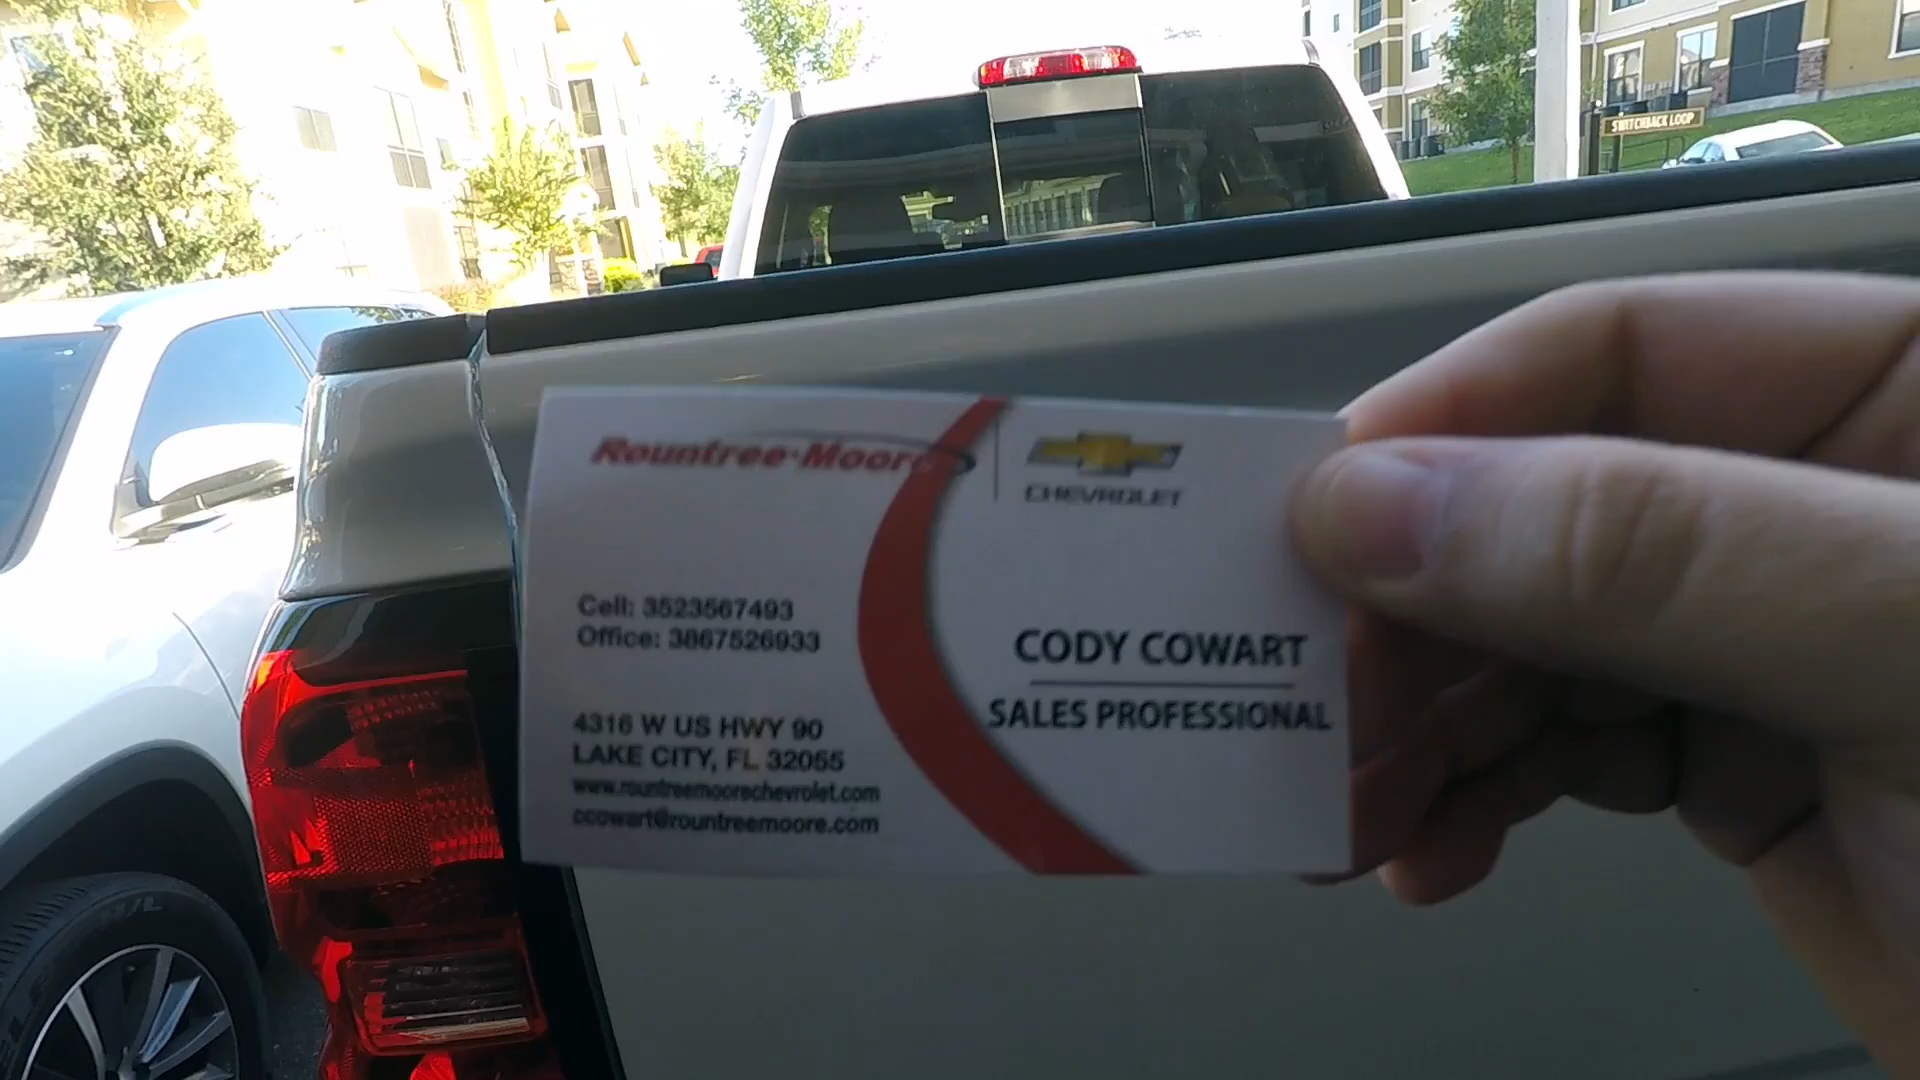 SWITCHBACK LOOP
Rountree-Moore
CHEVROLET
Cell: 3523567493
Office: 3867526933
4316 W US HWY 90
LAKE CITY, FL 32055
www.rountreemoorechevrolet.com
ccowart@rountreemoore.com
CODY COWART
SALES PROFESSIONAL